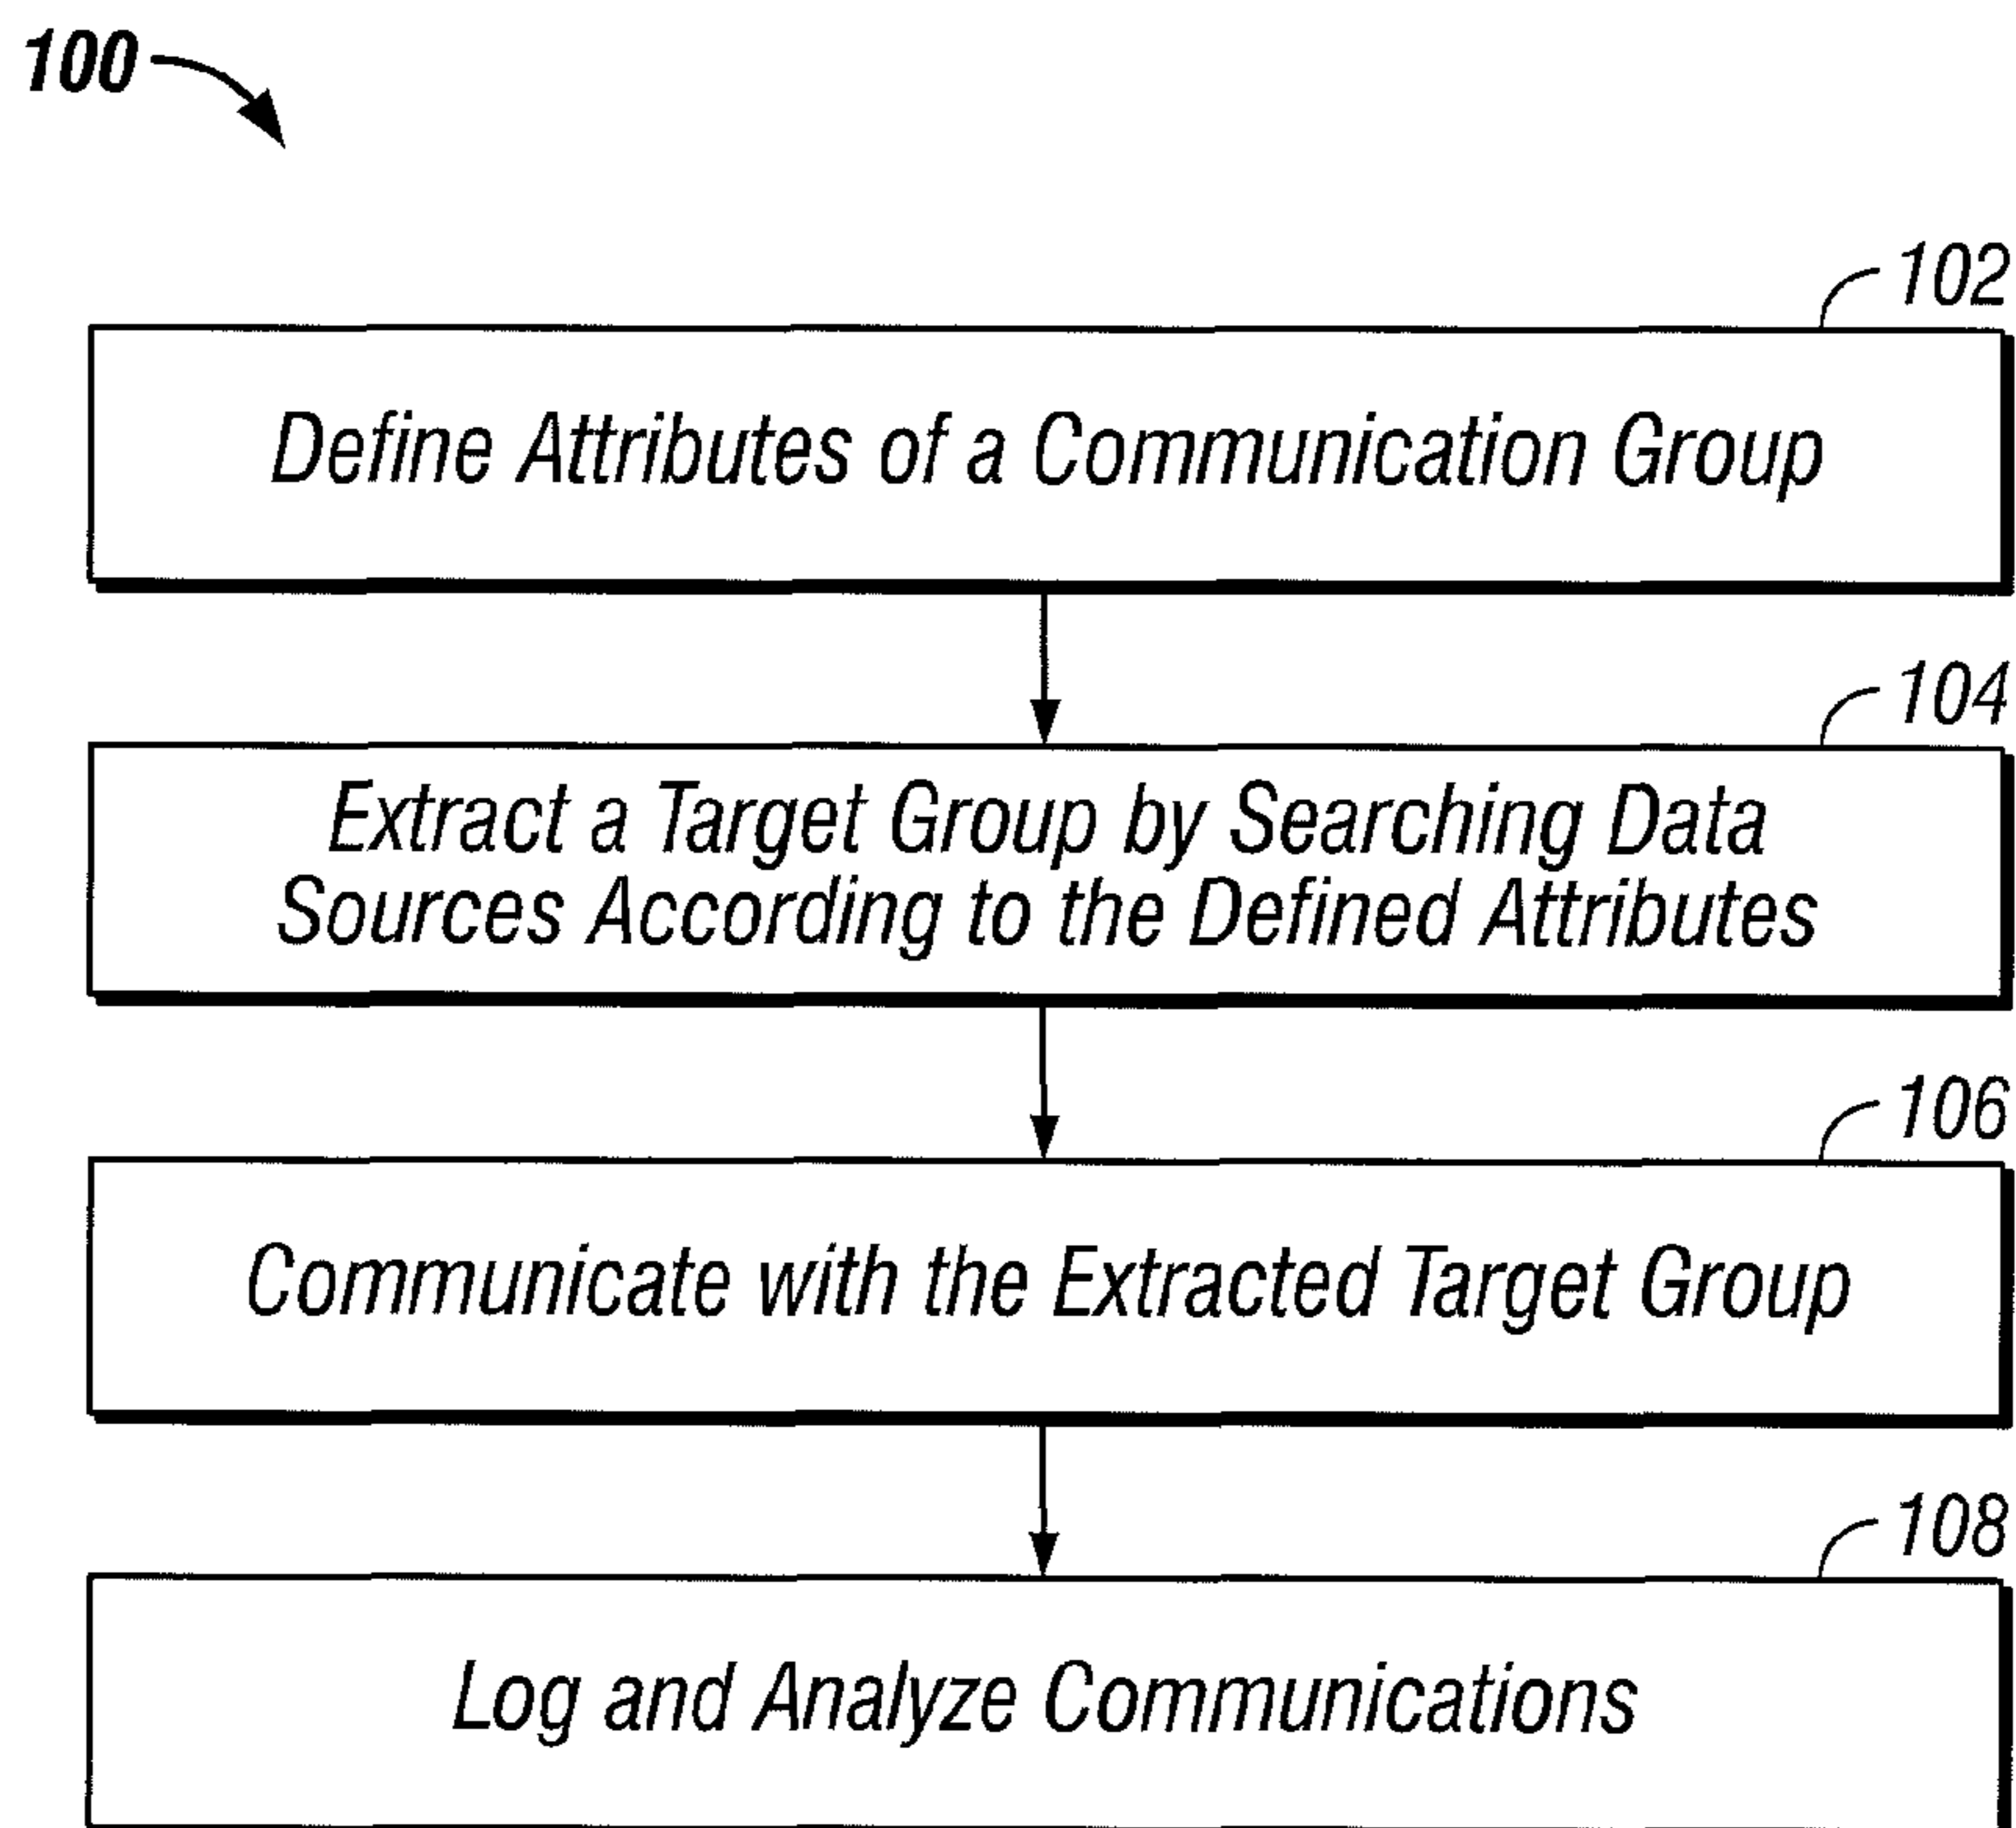 100
102
Define Attributes of a Communication Group
104
Extract a Target Group by Searching Data
Sources According to the Defined Attributes
106
Communicate with the Extracted Target Group
108
Log and Analyze Communications